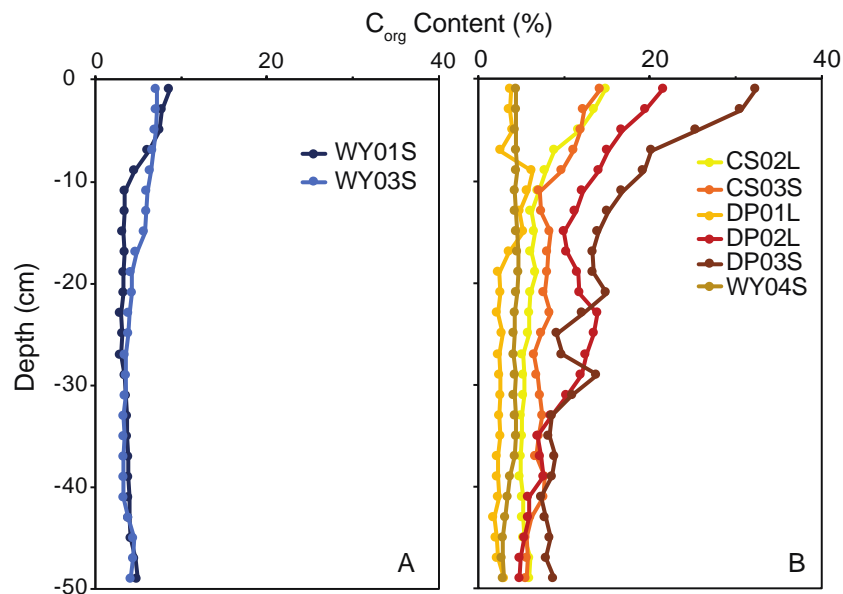 C_org Content (%)
0 20 40 0 20 40
0
-10
-20
-30
-40
-50
Depth (cm)
WY01S
WY03S
A
CS02L
CS03S
DP01L
DP02L
DP03S
WY04S
B